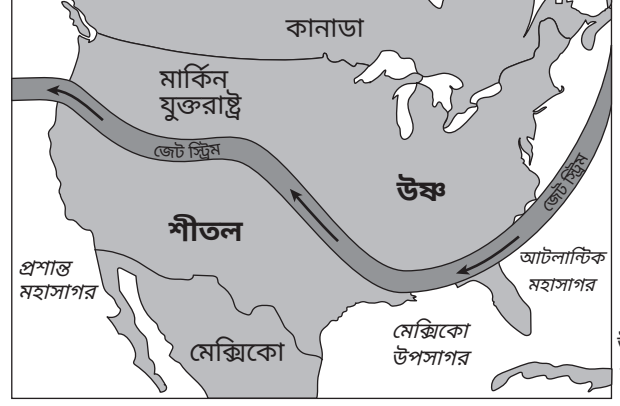 কানাডা
মার্কিন
যুক্তরাষ্ট্র
জেট স্ট্রিম
উষ্ণ
জেট স্ট্রিম
শীতল
প্রশান্ত
মহাসাগর
আটলান্টিক
মহাসাগর
মেক্সিকো
মেক্সিকো
উপসাগর